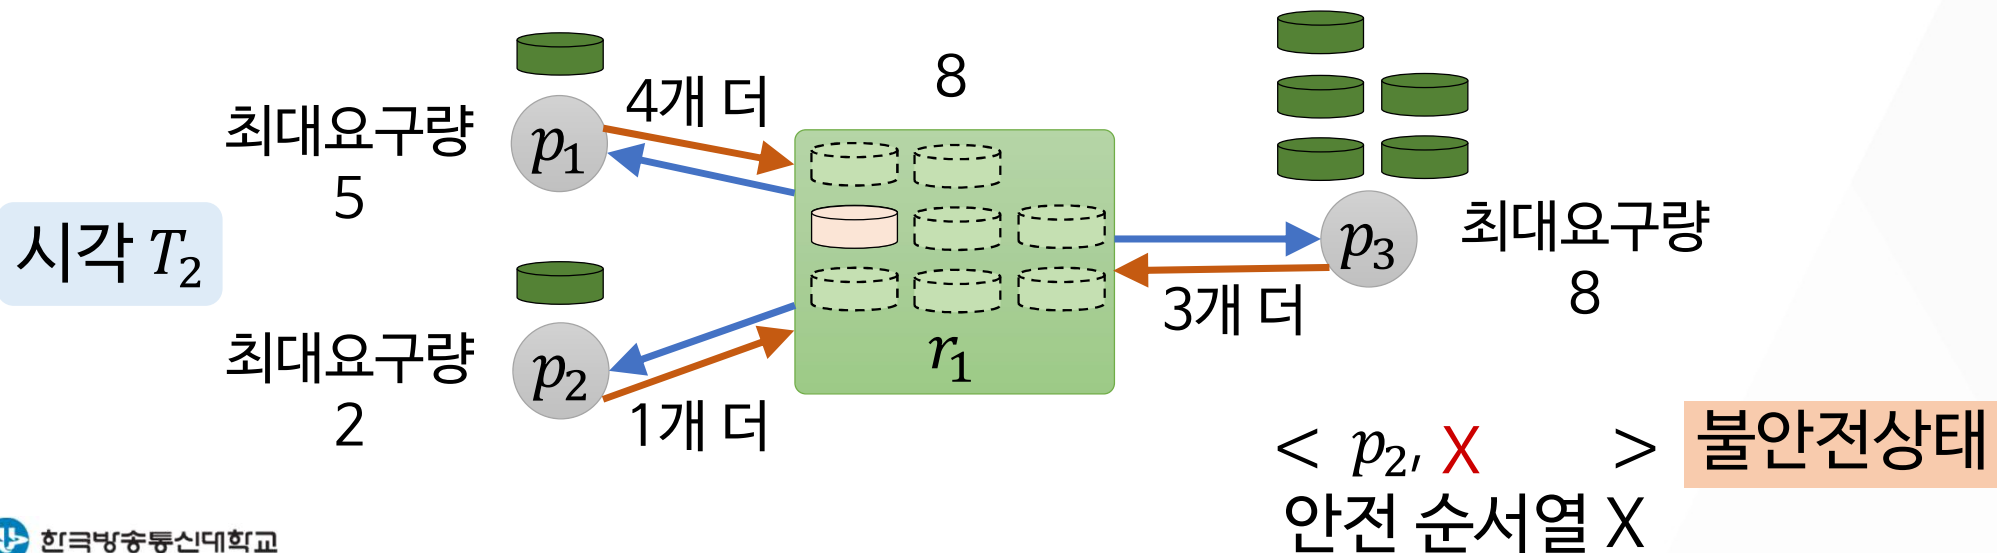 시각 T₂
최대요구량
5
p₁
4개 더
최대요구량
2
p₂
1개 더
8
r₁
p₃
3개 더
최대요구량
8
< p₂, X >
불안전상태
안전 순서열 X
한국방송통신대학교